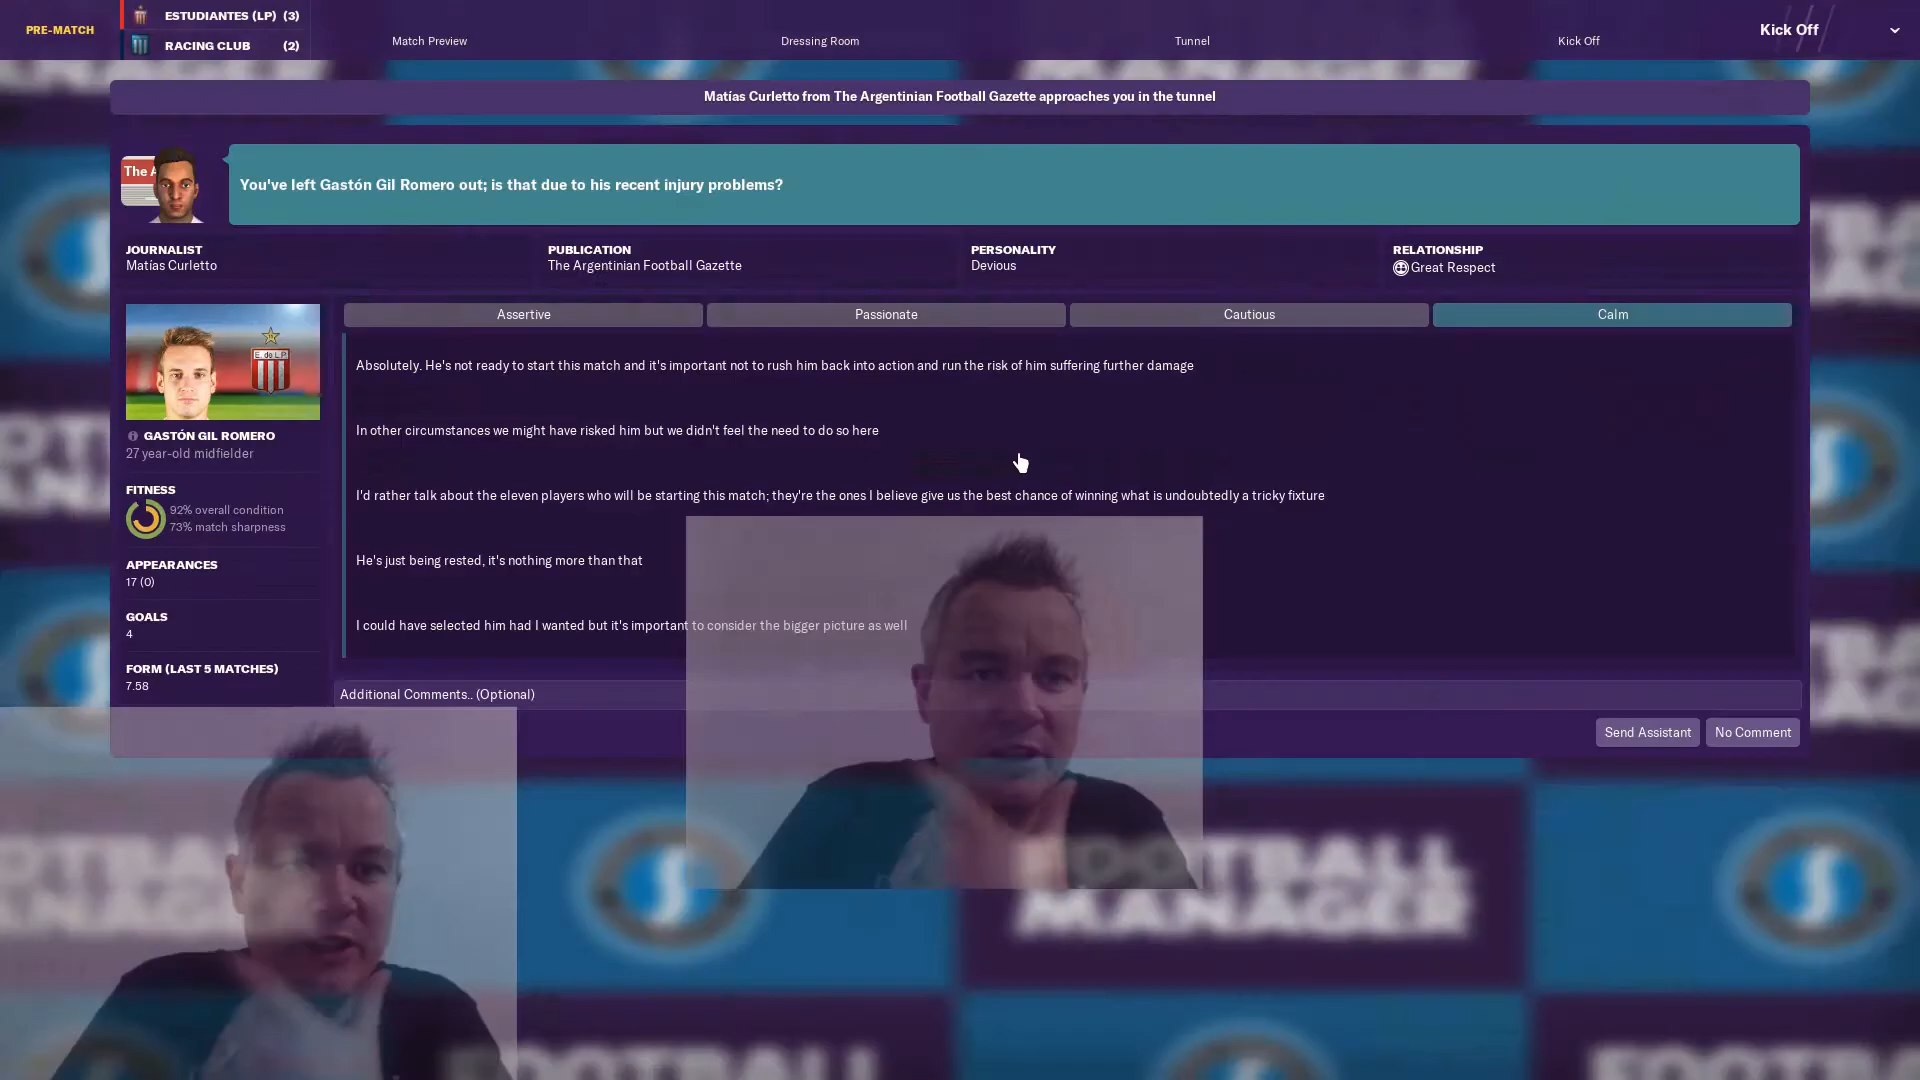 PRE-MATCH
ESTUDIANTES (LP) (3)
RACING CLUB (2)
Match Preview
Dressing Room
Tunnel
Kick Off
Kick Off
Matías Curletto from The Argentinian Football Gazette approaches you in the tunnel
The A
You've left Gastón Gil Romero out; is that due to his recent injury problems?
JOURNALIST
Matías Curletto
PUBLICATION
The Argentinian Football Gazette
PERSONALITY
Devious
RELATIONSHIP
Great Respect
Assertive
Passionate
Cautious
Calm
E. de L.P.
GASTÓN GIL ROMERO
27 year-old midfielder
FITNESS
92% overall condition
73% match sharpness
APPEARANCES
17 (0)
GOALS
4
FORM (LAST 5 MATCHES)
7.58
Absolutely. He's not ready to start this match and it's important not to rush him back into action and run the risk of him suffering further damage
In other circumstances we might have risked him but we didn't feel the need to do so here
I'd rather talk about the eleven players who will be starting this match; they're the ones I believe give us the best chance of winning what is undoubtedly a tricky fixture
He's just being rested, it's nothing more than that
I could have selected him had I wanted but it's important to consider the bigger picture as well
Additional Comments.. (Optional)
Send Assistant
No Comment
FOOTBALL
MANAGER
FOOTBALL